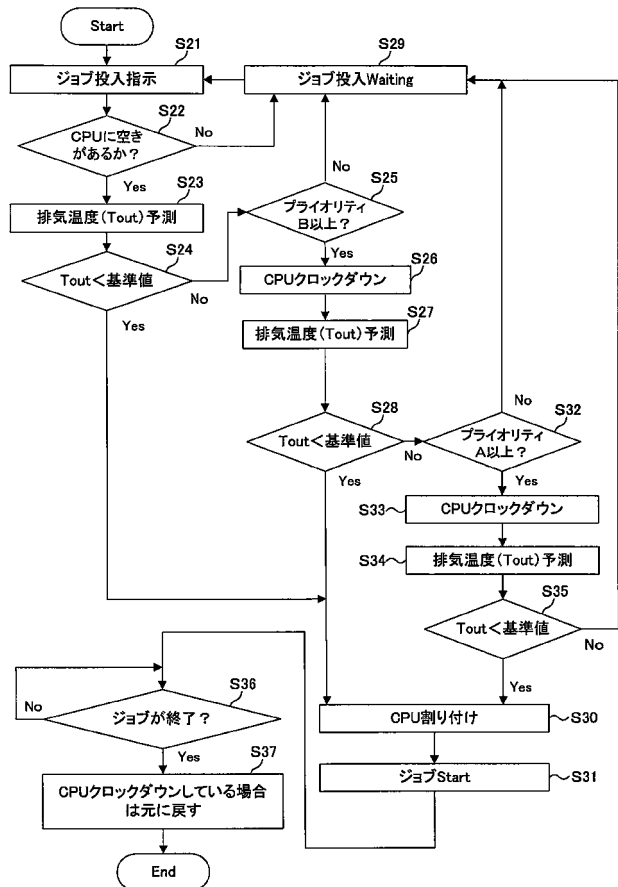 Start
S21
ジョブ投入指示
S29
ジョブ投入Waiting
S22
CPUに空き
があるか?
No
Yes
S23
排気温度(Tout)予測
S24
Tout<基準値
No
Yes
No
S25
プライオリティ
B以上?
Yes
S26
CPUクロックダウン
S27
排気温度(Tout)予測
S28
Tout<基準値
No
Yes
No
S32
プライオリティ
A以上?
Yes
S33
CPUクロックダウン
S34
排気温度(Tout)予測
S35
Tout<基準値
No
Yes
CPU割り付け
S30
ジョブStart
S31
S36
ジョブが終了?
No
Yes
S37
CPUクロックダウンしている場合
は元に戻す
End